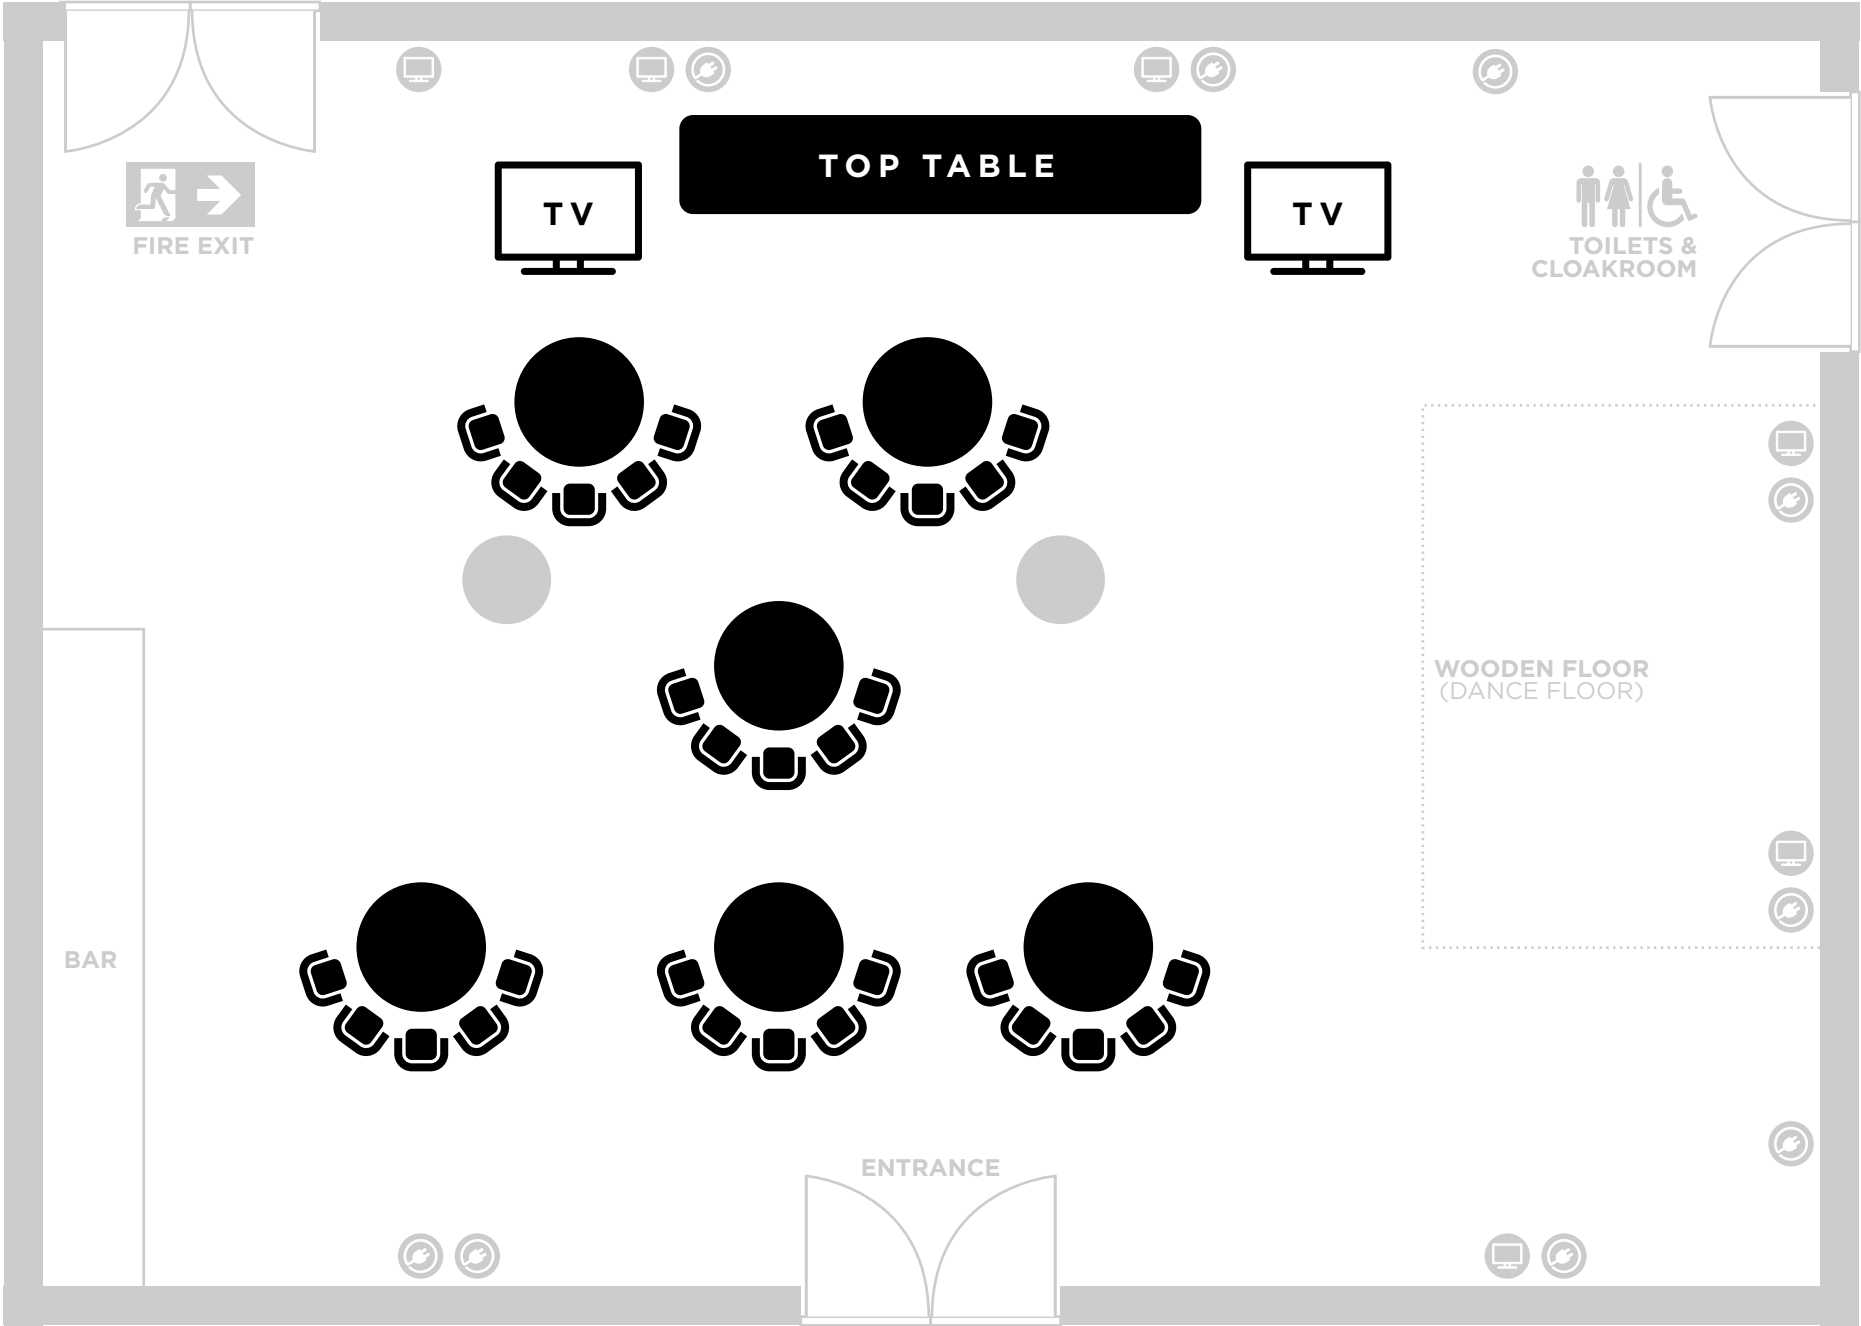 TOP TABLE
TV
TV
FIRE EXIT
TOILETS &
CLOAKROOM
WOODEN FLOOR
(DANCE FLOOR)
BAR
ENTRANCE